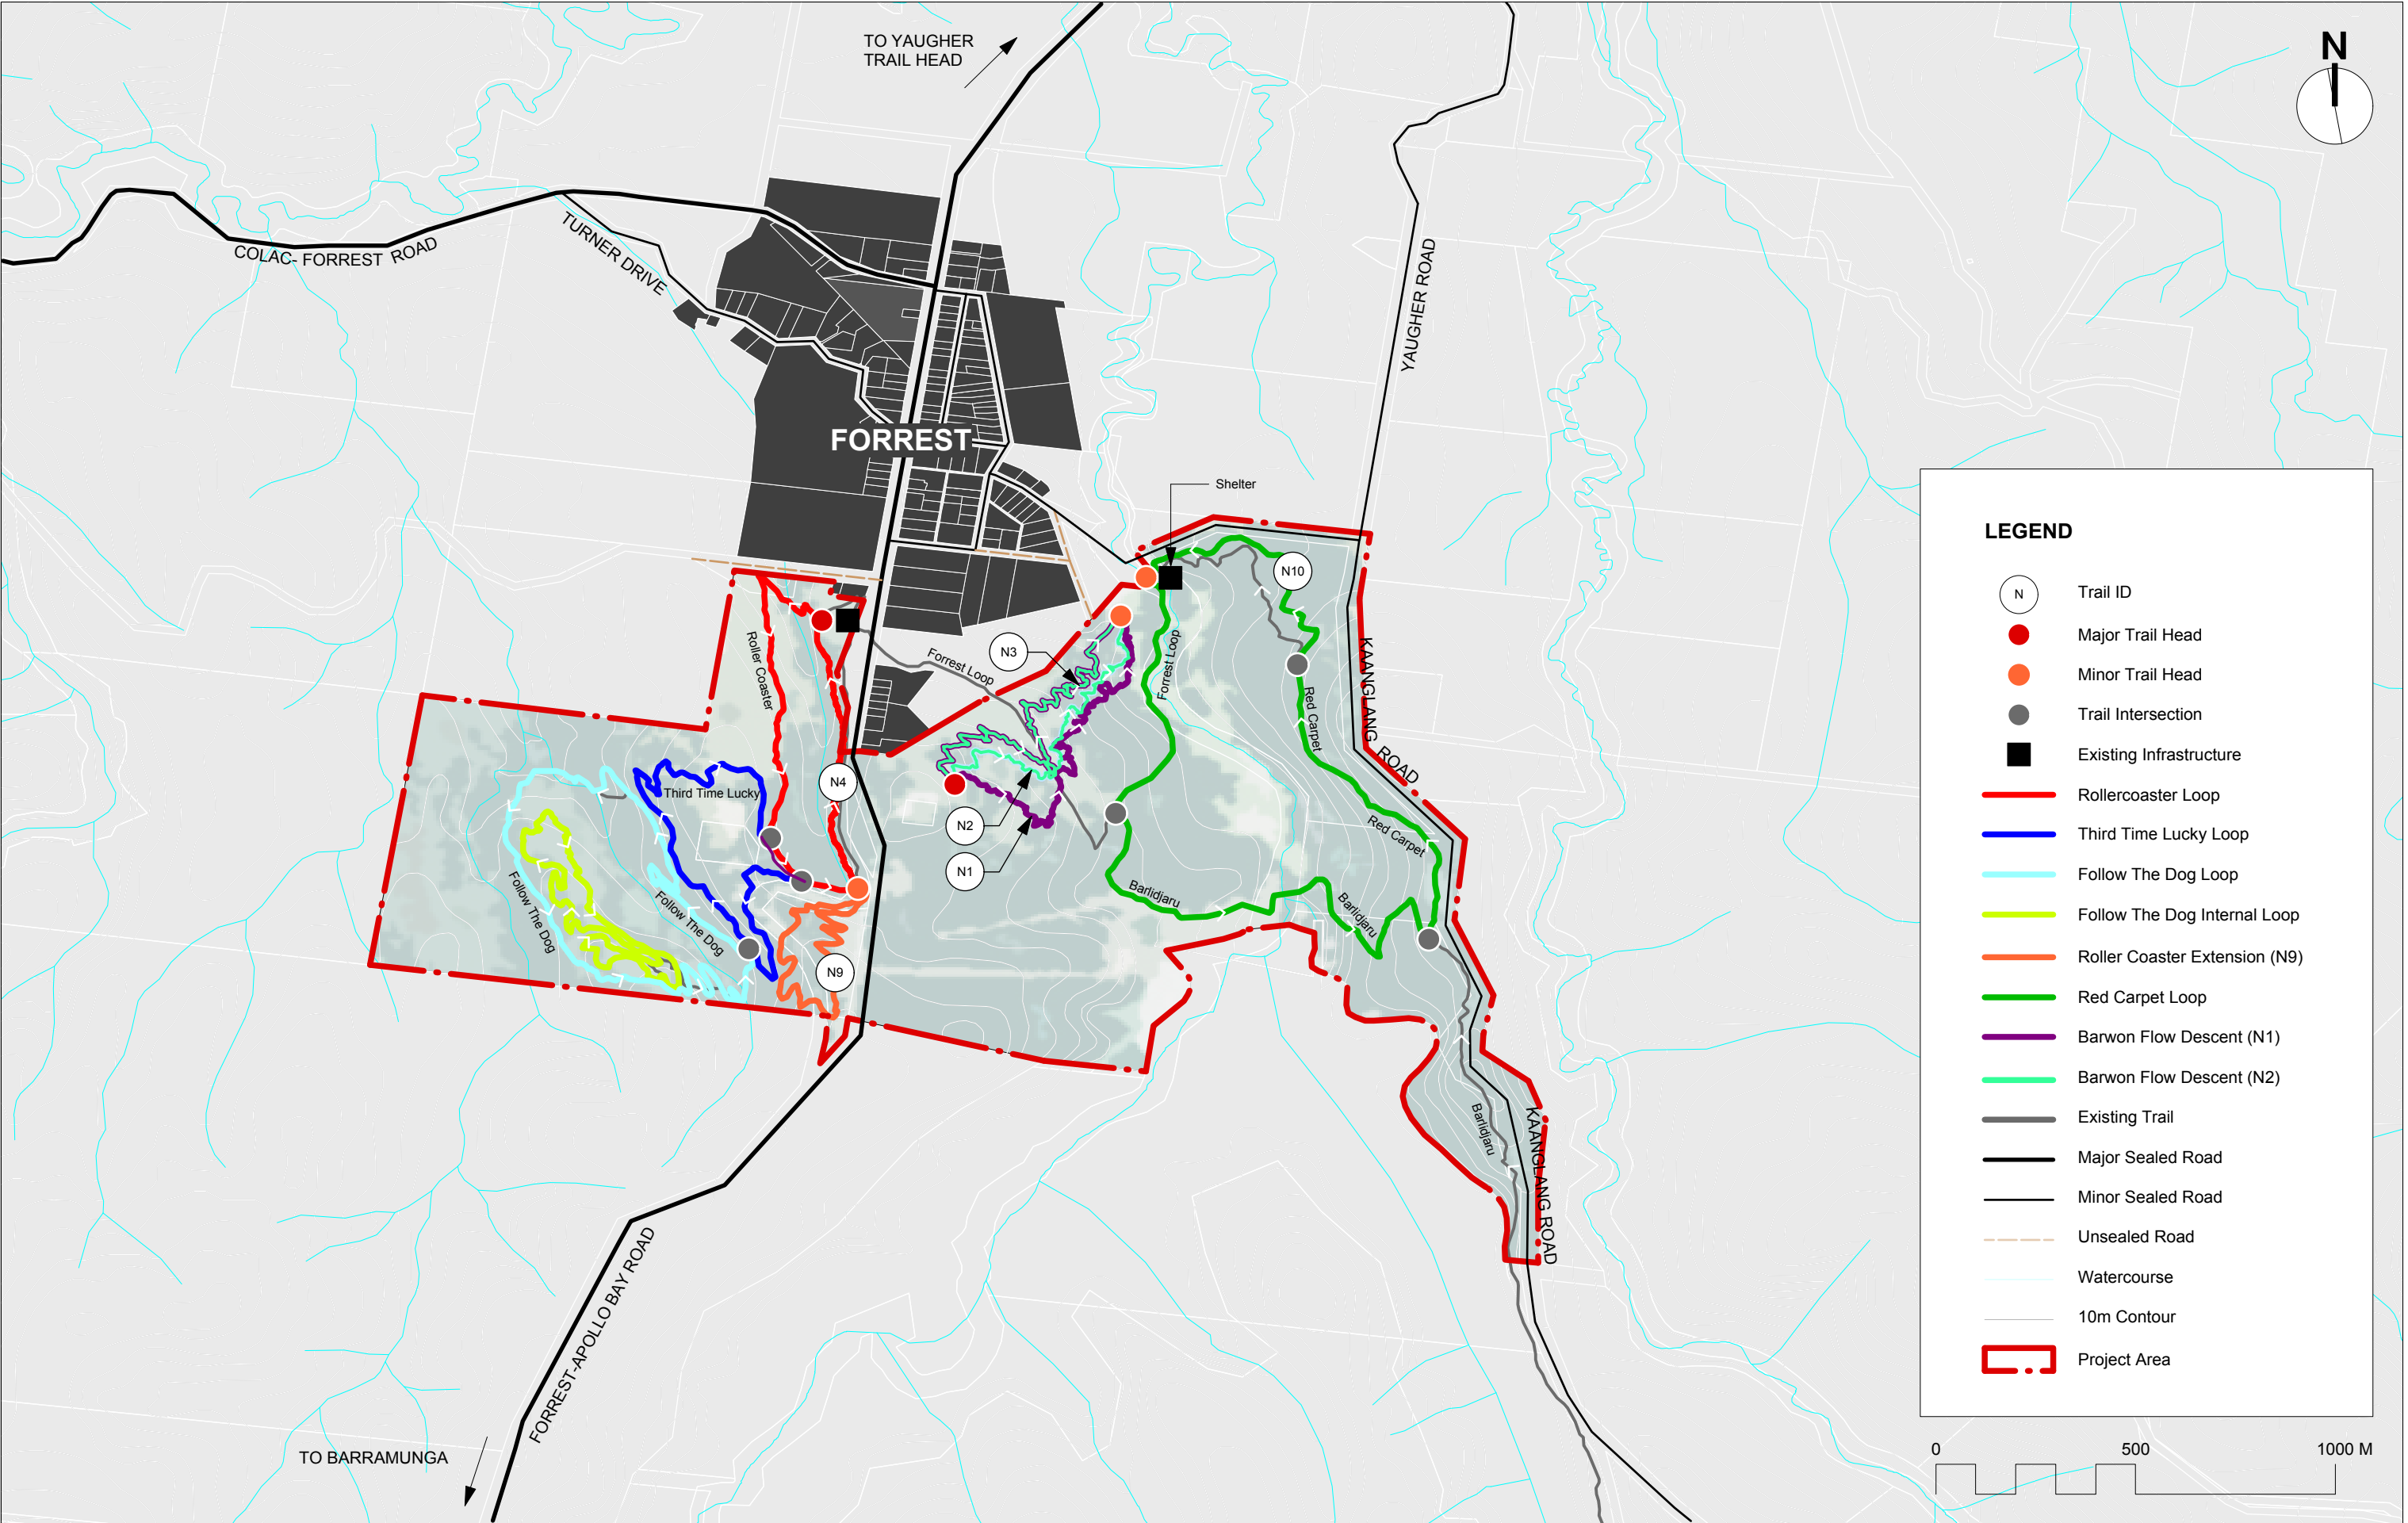 TO YAUGHER
TRAIL HEAD
N
COLAC- FORREST ROAD
TURNER DRIVE
YAUGHER ROAD
FORREST
Shelter
N10
Roller Coaster
Forrest Loop
N3
Forrest Loop
KAANGLANG ROAD
Red Carpet
N4
Third Time Lucky
N2
Red Carpet
N1
Follow The Dog
Follow The Dog
Barlidjaru
Barlidjaru
N9
Barlidjaru
KAANGLANG ROAD
FORREST-APOLLO BAY ROAD
TO BARRAMUNGA
LEGEND
N Trail ID
Major Trail Head
Minor Trail Head
Trail Intersection
Existing Infrastructure
Rollercoaster Loop
Third Time Lucky Loop
Follow The Dog Loop
Follow The Dog Internal Loop
Roller Coaster Extension (N9)
Red Carpet Loop
Barwon Flow Descent (N1)
Barwon Flow Descent (N2)
Existing Trail
Major Sealed Road
Minor Sealed Road
Unsealed Road
Watercourse
10m Contour
Project Area
0 500 1000 M